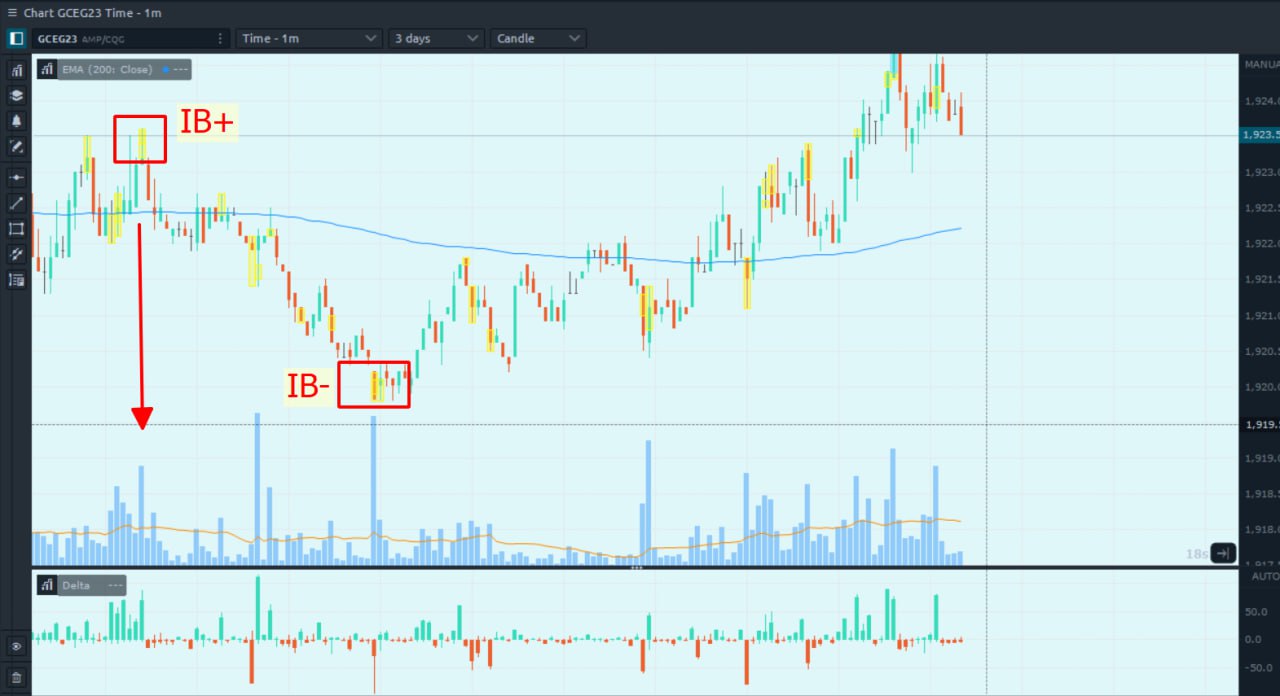 Chart GCEG23 Time - 1m
GCEG23 AMP/CQG
Time - 1m
3 days
Candle
EMA (200: Close)
MANUA
IB+
1,924.0
1,923.5
1,923.0
1,922.5
1,922.0
1,921.5
1,921.0
1,920.5
1,920.0
IB-
1,919.5
1,919.0
1,918.5
1,918.0
18s
1,917.5
Delta
AUTO
50.0
0.0
-50.0